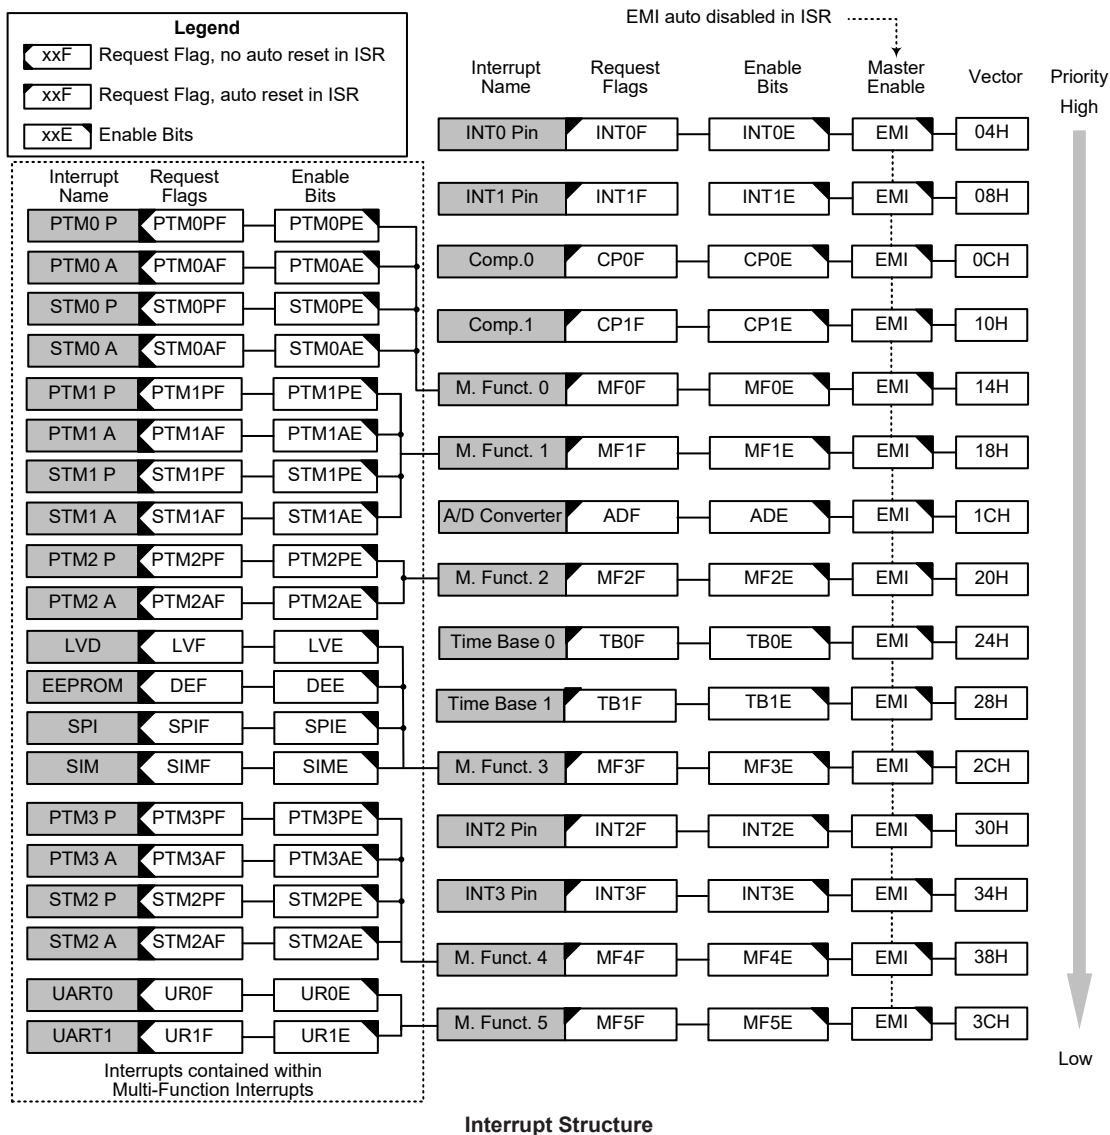 Legend
xxF Request Flag, no auto reset in ISR
xxF Request Flag, auto reset in ISR
xxE Enable Bits
EMI auto disabled in ISR
Interrupt Name Request Flags Enable Bits
PTM0 P PTM0PF PTM0PE
PTM0 A PTM0AF PTM0AE
STM0 P STM0PF STM0PE
STM0 A STM0AF STM0AE
PTM1 P PTM1PF PTM1PE
PTM1 A PTM1AF PTM1AE
STM1 P STM1PF STM1PE
STM1 A STM1AF STM1AE
PTM2 P PTM2PF PTM2PE
PTM2 A PTM2AF PTM2AE
LVD LVF LVE
EEPROM DEF DEE
SPI SPIF SPIE
SIM SIMF SIME
PTM3 P PTM3PF PTM3PE
PTM3 A PTM3AF PTM3AE
STM2 P STM2PF STM2PE
STM2 A STM2AF STM2AE
UART0 UR0F UR0E
UART1 UR1F UR1E
Interrupts contained within
Multi-Function Interrupts
Interrupt Name Request Flags Enable Bits Master Enable Vector Priority
High
INT0 Pin INT0F INT0E EMI 04H
INT1 Pin INT1F INT1E EMI 08H
Comp.0 CP0F CP0E EMI 0CH
Comp.1 CP1F CP1E EMI 10H
M. Funct. 0 MF0F MF0E EMI 14H
M. Funct. 1 MF1F MF1E EMI 18H
A/D Converter ADF ADE EMI 1CH
M. Funct. 2 MF2F MF2E EMI 20H
Time Base 0 TB0F TB0E EMI 24H
Time Base 1 TB1F TB1E EMI 28H
M. Funct. 3 MF3F MF3E EMI 2CH
INT2 Pin INT2F INT2E EMI 30H
INT3 Pin INT3F INT3E EMI 34H
M. Funct. 4 MF4F MF4E EMI 38H
M. Funct. 5 MF5F MF5E EMI 3CH
Low
Interrupt Structure